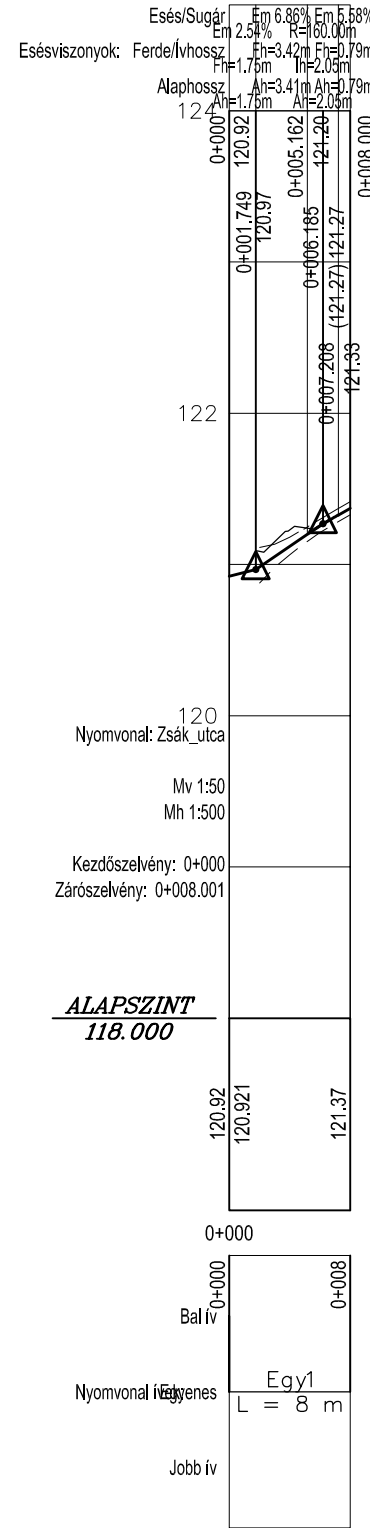 Esés/Sugár Em 6.86% Em 5.58%
Em 2.54% R=160.00m
Esésviszonyok: Ferde/Ívhossz Fh=3.42m Fh=0.79m
Fh=1.75m Ih=2.05m
Alaphossz Ah=3.41m Ah=0.79m
Ah=1.75m Ah=2.05m
124
0+000
120.92
0+001.749
120.97
0+005.162
121.20
0+006.185
(121.27) 121.27
0+007.208
121.33
0+008.000
122
120
Nyomvonal: Zsák_utca
Mv 1:50
Mh 1:500
Kezdőszelvény: 0+000
Zárószelvény: 0+008.001
ALAPSZINT
118.000
120.92
120.921
121.37
0+000
0+000
0+008
Bal ív
Egy1
Nyomvonal Egyenes
L = 8 m
Jobb ív